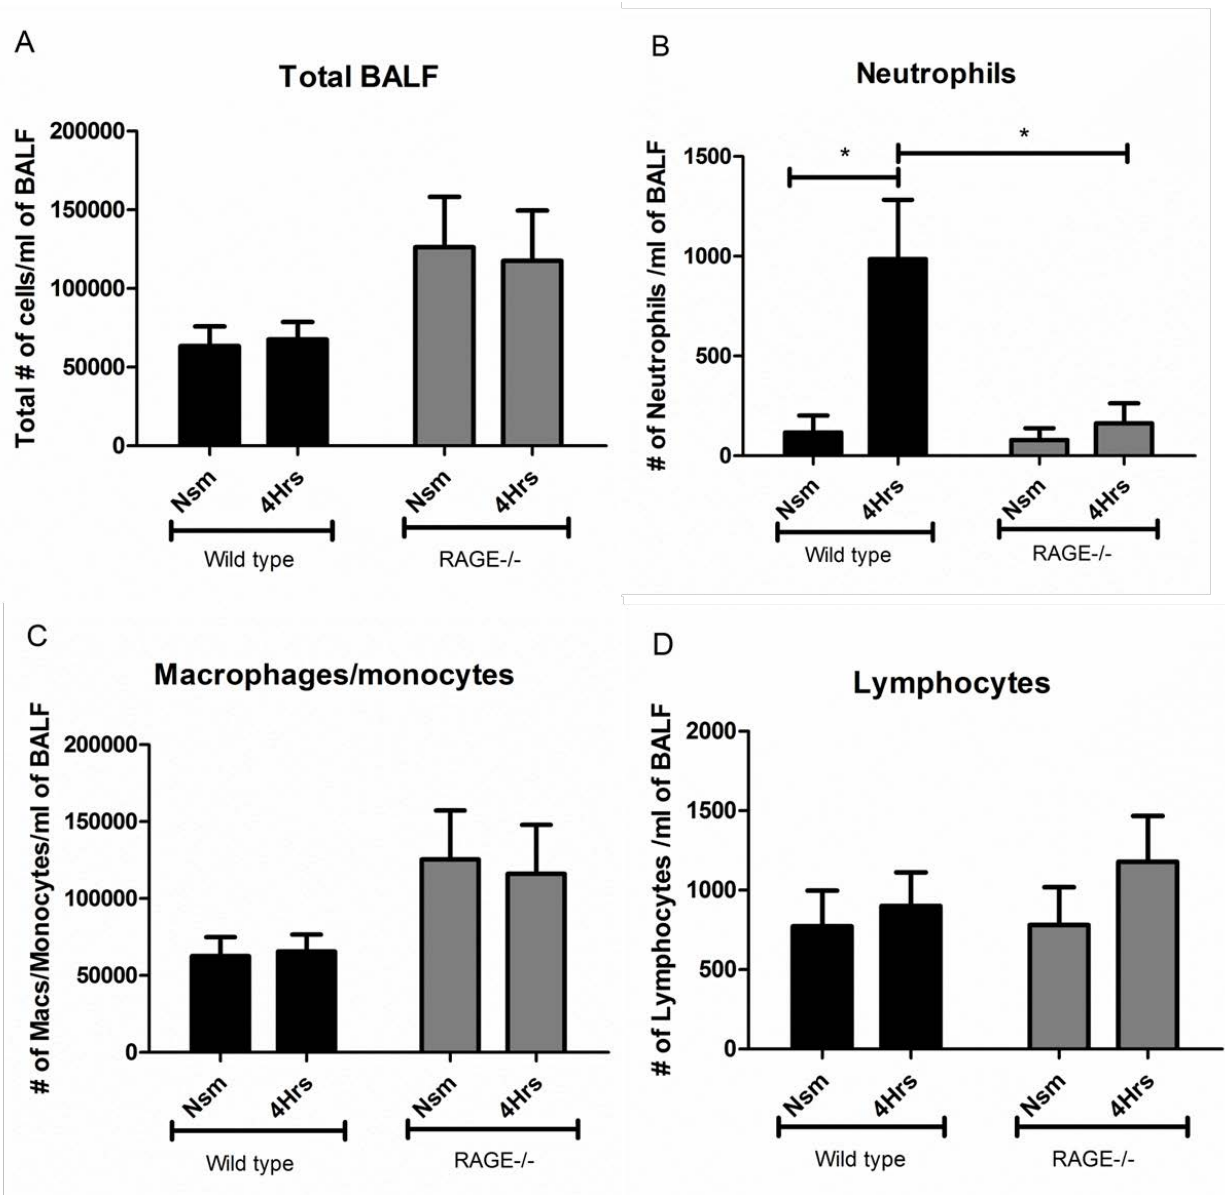 A
Total BALF
Total # of cells/ml of BALF
200000
150000
100000
50000
0
Nsm
4Hrs
Nsm
4Hrs
Wild type
RAGE-/-
B
Neutrophils
# of Neutrophils /ml of BALF
1500
1000
500
0
*
*
Nsm
4Hrs
Nsm
4Hrs
Wild type
RAGE-/-
C
Macrophages/monocytes
# of Macs/Monocytes/ml of BALF
200000
150000
100000
50000
0
Nsm
4Hrs
Nsm
4Hrs
Wild type
RAGE-/-
D
Lymphocytes
# of Lymphocytes /ml of BALF
2000
1500
1000
500
0
Nsm
4Hrs
Nsm
4Hrs
Wild type
RAGE-/-